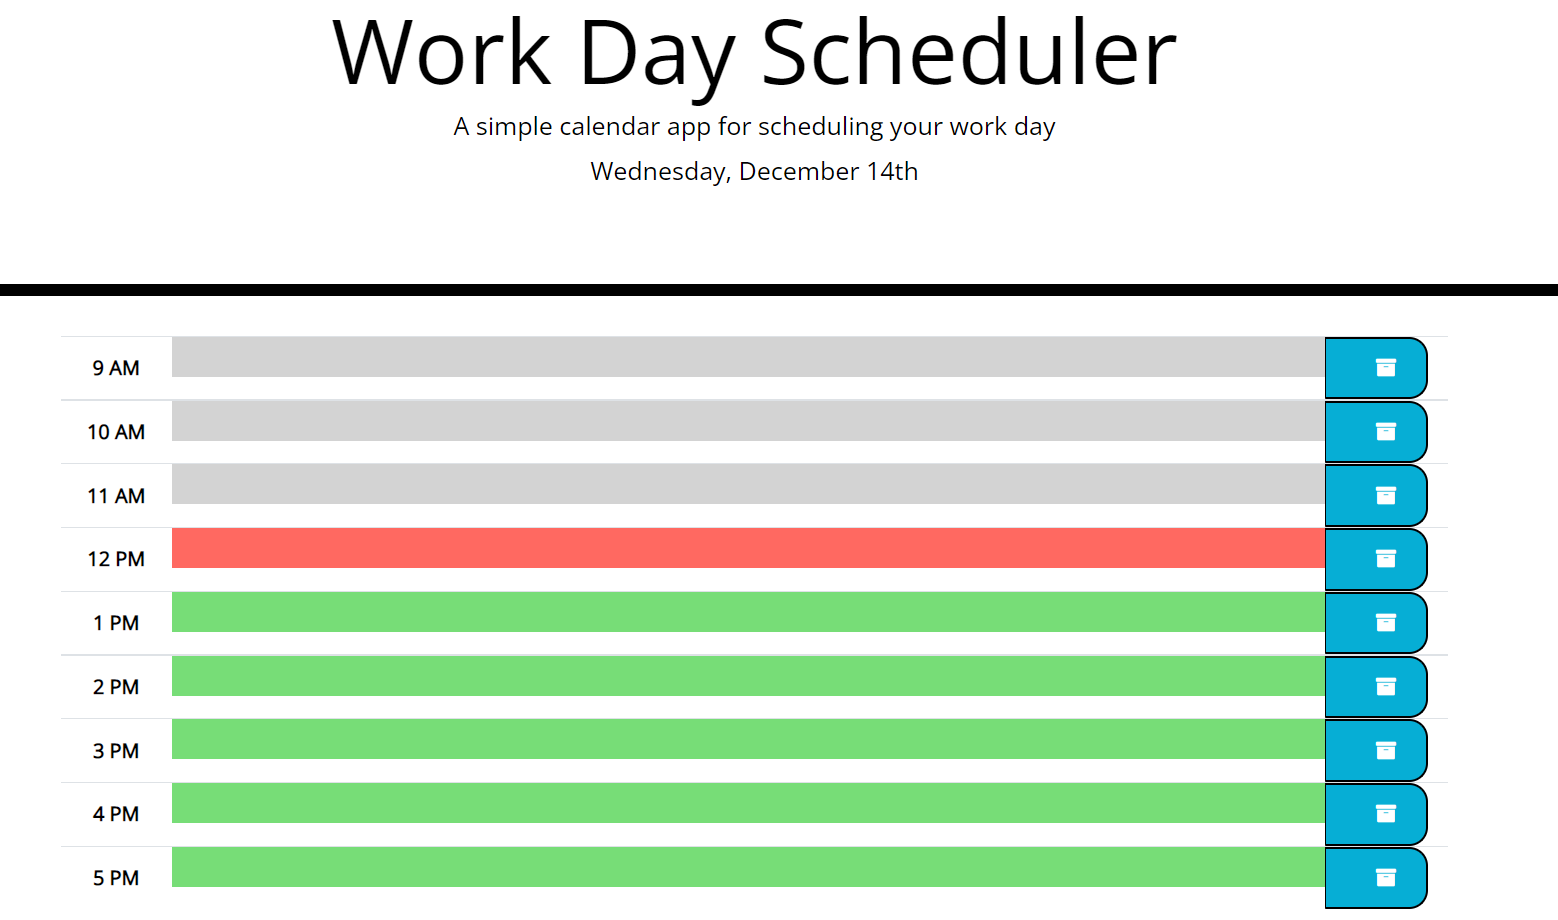 Work Day Scheduler
A simple calendar app for scheduling your work day
Wednesday, December 14th
9 AM
10 AM
11 AM
12 PM
1 PM
2 PM
3 PM
4 PM
5 PM